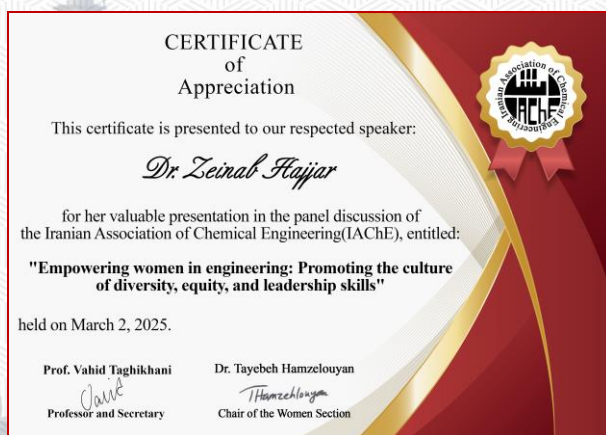 CERTIFICATE
of
Appreciation
Iranian Association of Chemical Engineering
IAChE
This certificate is presented to our respected speaker:
Dr. Zeinab Hajjar
for her valuable presentation in the panel discussion of
the Iranian Association of Chemical Engineering(IAChE), entitled:
"Empowering women in engineering: Promoting the culture
of diversity, equity, and leadership skills"
held on March 2, 2025.
Prof. Vahid Taghikhani
Vahid
Professor and Secretary
Dr. Tayebeh Hamzelouyan
THamzehlouyan
Chair of the Women Section